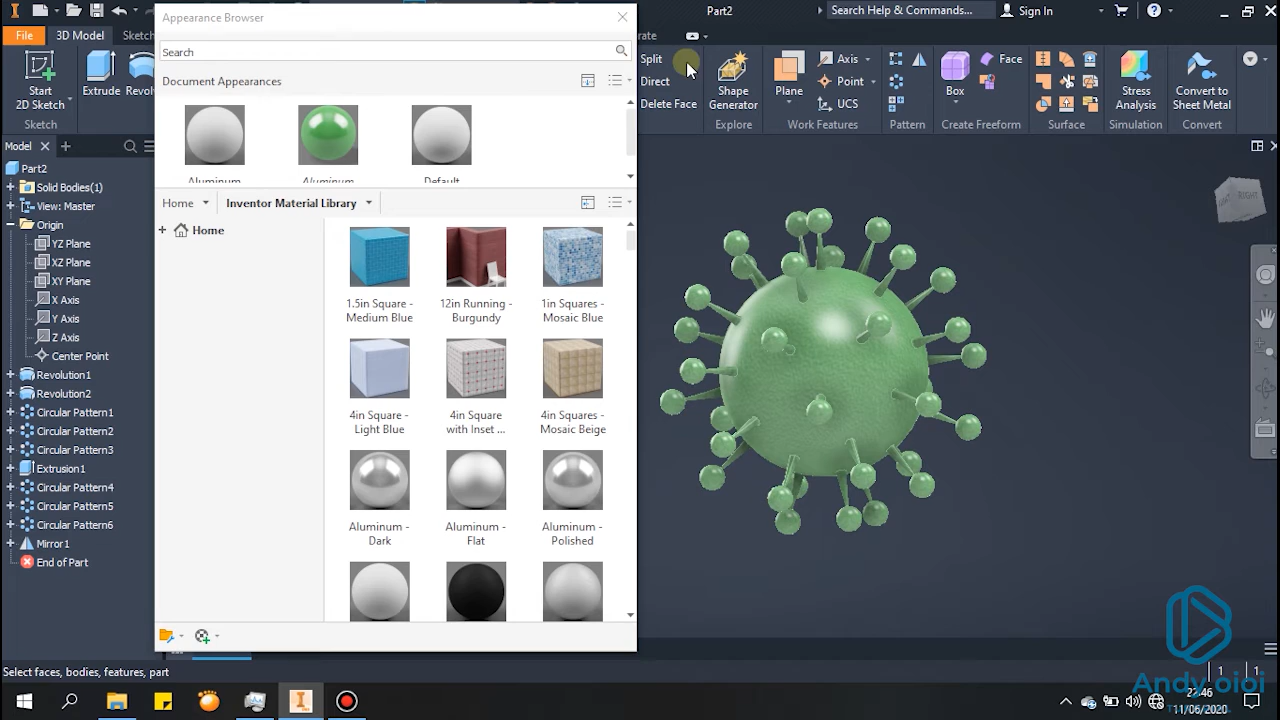 Appearance Browser
Part2
Search Help & Commands...
Sign In
File
3D Model
Sketch
rate
Search
Document Appearances
Start
2D Sketch
Extrude
Revolve
Split
Direct
Delete Face
Shape
Generator
Plane
Axis
Point
UCS
Box
Face
Stress
Analysis
Convert to
Sheet Metal
Sketch
Explore
Work Features
Pattern
Create Freeform
Surface
Simulation
Convert
Aluminum
Aluminum
Default
Home
Inventor Material Library
Home
1.5in Square -
Medium Blue
12in Running -
Burgundy
1in Squares -
Mosaic Blue
4in Square -
Light Blue
4in Square
with Inset ...
4in Squares -
Mosaic Beige
Aluminum -
Dark
Aluminum -
Flat
Aluminum -
Polished
Model
Part2
Solid Bodies(1)
View: Master
Origin
YZ Plane
XZ Plane
XY Plane
X Axis
Y Axis
Z Axis
Center Point
Revolution1
Revolution2
Circular Pattern1
Circular Pattern2
Circular Pattern3
Extrusion1
Circular Pattern4
Circular Pattern5
Circular Pattern6
Mirror1
End of Part
RIGHT
Select faces, bodies, features, part
1
1
Andy oioi
22.46
11/06/2020